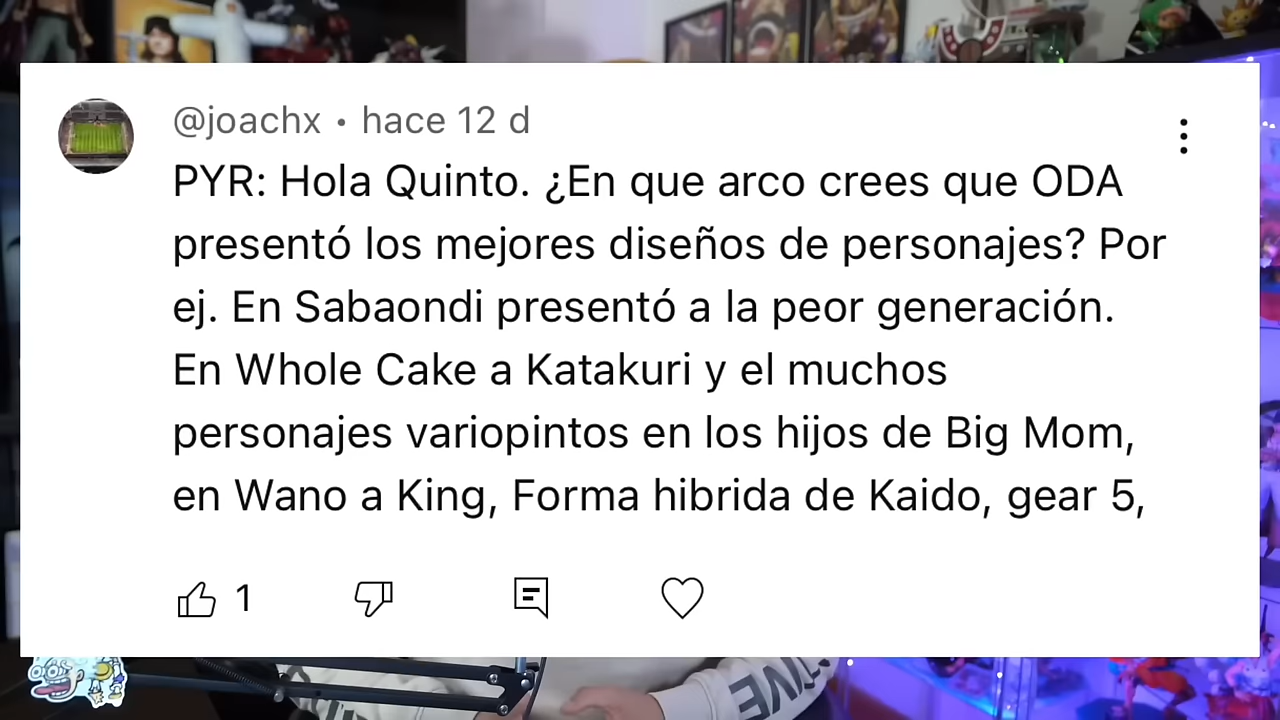 @joachx • hace 12 d
PYR: Hola Quinto. ¿En que arco crees que ODA
presentó los mejores diseños de personajes? Por
ej. En Sabaondi presentó a la peor generación.
En Whole Cake a Katakuri y el muchos
personajes variopintos en los hijos de Big Mom,
en Wano a King, Forma hibrida de Kaido, gear 5,
1